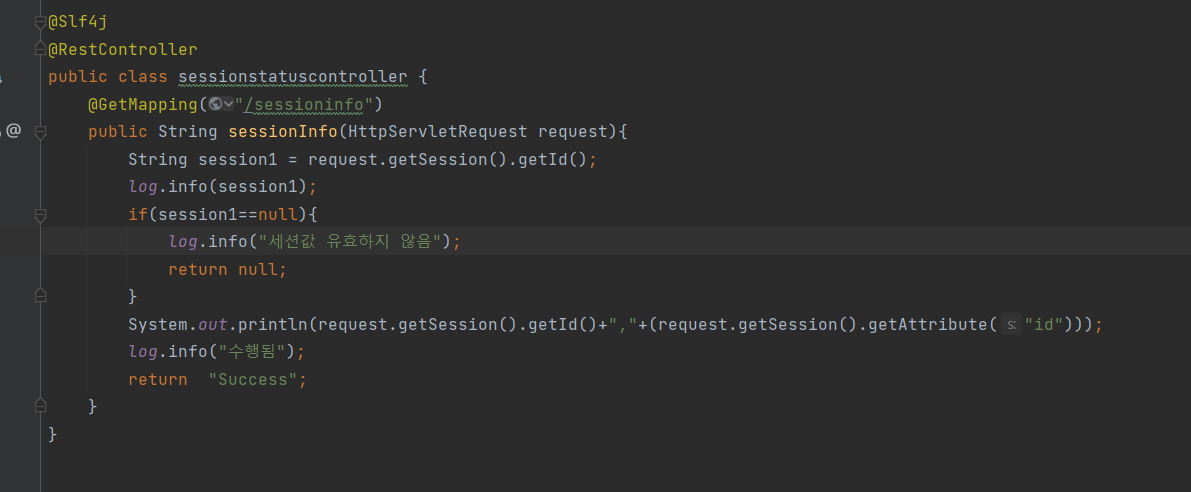 @Slf4j
@RestController
public class sessionstatuscontroller {
@GetMapping("/sessioninfo")
@ public String sessionInfo(HttpServletRequest request){
String session1 = request.getSession().getId();
log.info(session1);
if(session1==null){
log.info("세션값 유효하지 않음");
return null;
}
System.out.println(request.getSession().getId()+","+(request.getSession().getAttribute( s: "id")));
log.info("수행됨");
return  "Success";
}
}